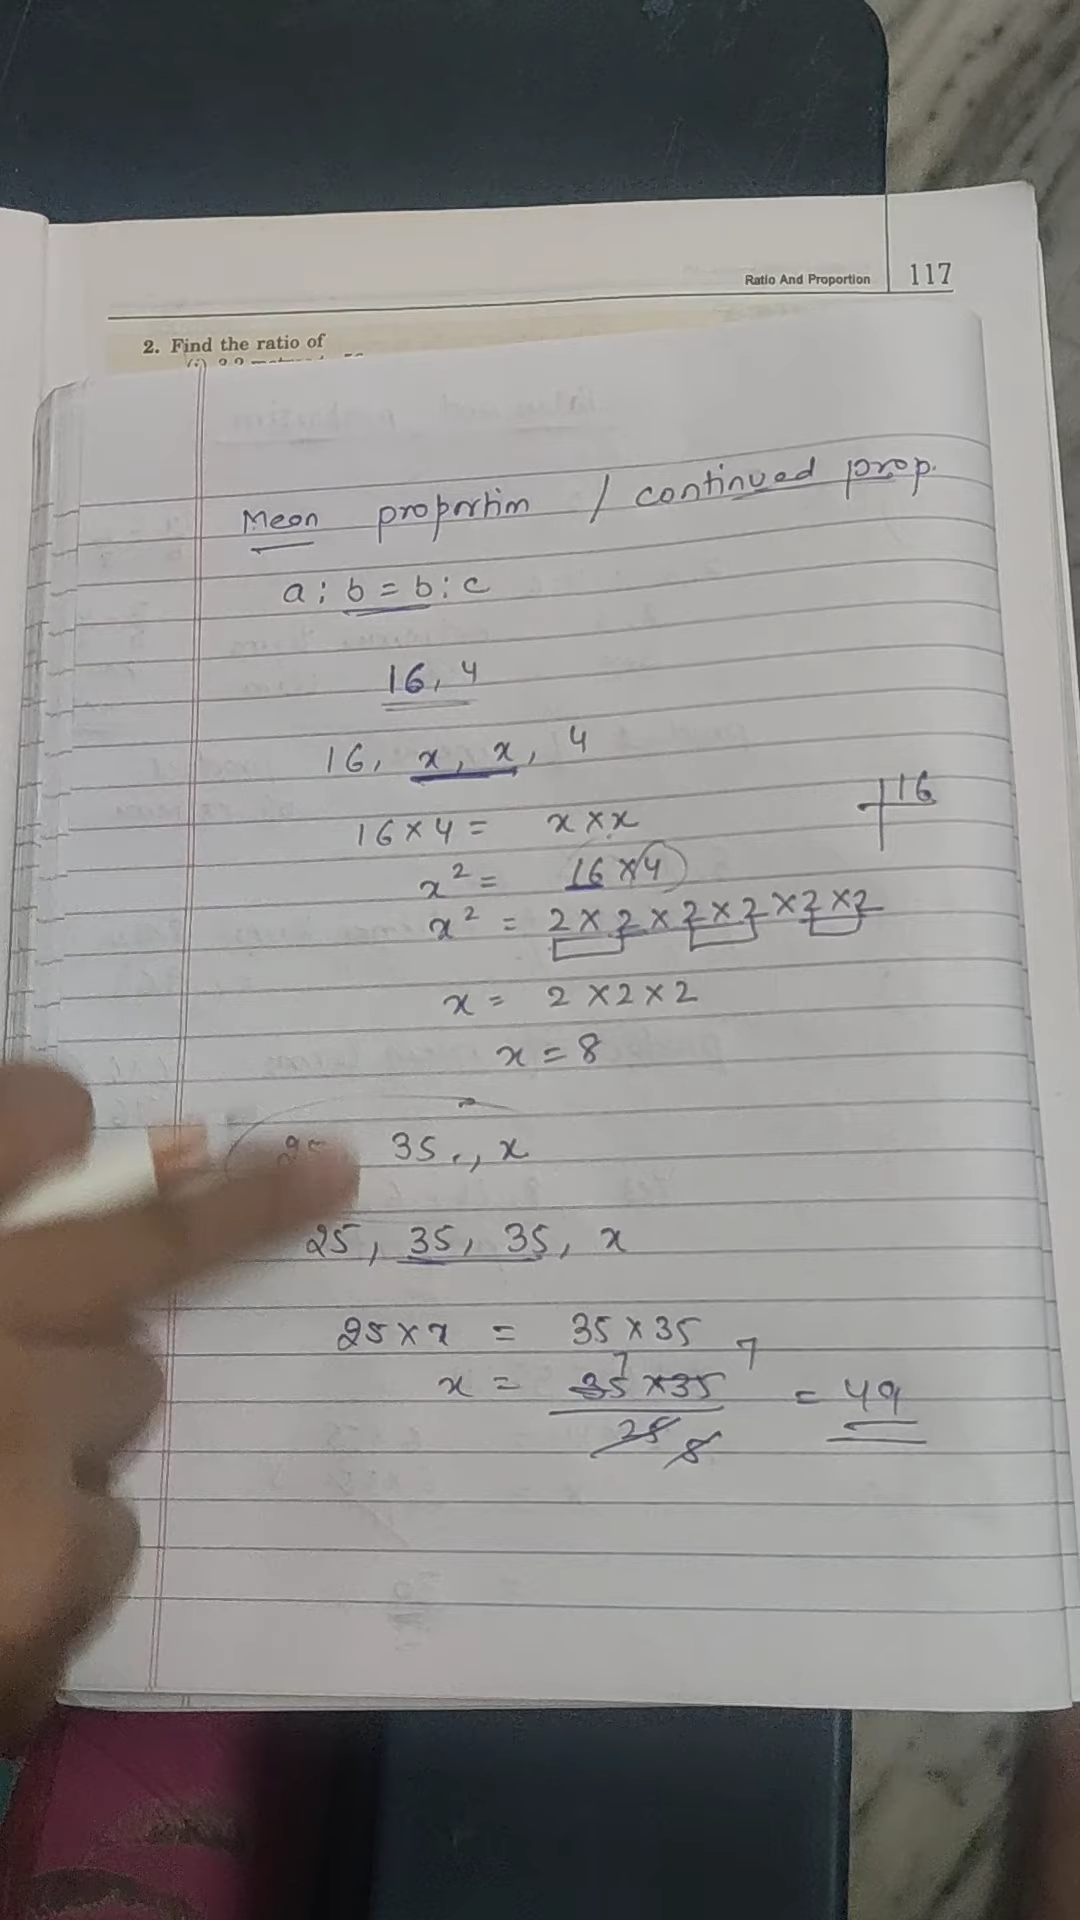 Ratio And Proportion 117
2. Find the ratio of
Mean proportion / continued prop.
a : b = b : c
16, 4
16, x, x, 4
16 × 4 = x × x
16
x² = 16 × 4
x² = 2 × 2 × 2 × 2 × 2 × 2
x = 2 × 2 × 2
x = 8
35, x
25, 35, 35, x
25 × x = 35 × 35
7 7
x = 35 × 35 = 49
25